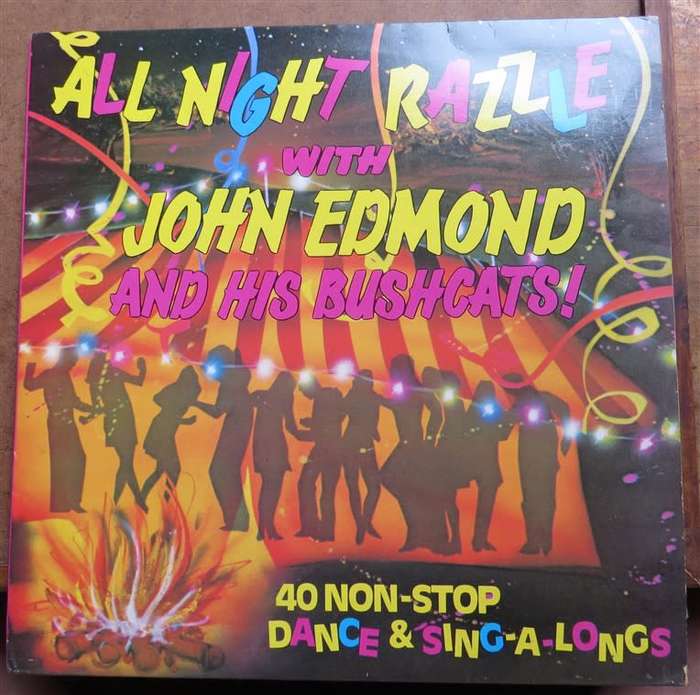 ALL NIGHT RAZZLE
WITH
JOHN EDMOND
AND HIS BUSHCATS!
40 NON-STOP
DANCE & SING-A-LONGS